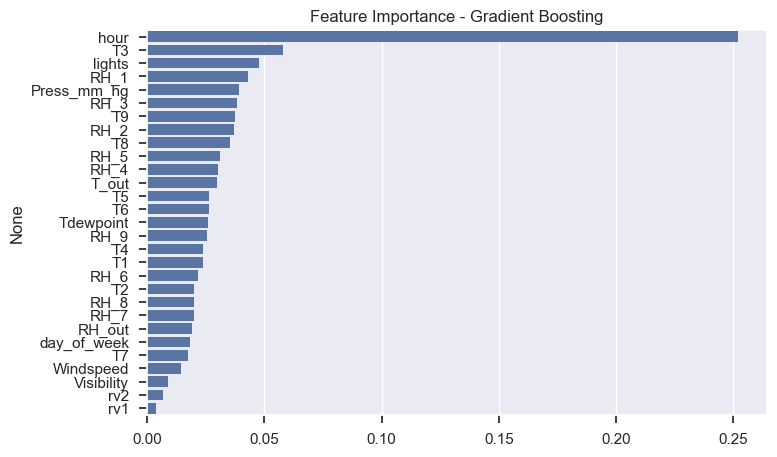 Feature Importance - Gradient Boosting
hour
T3
lights
RH_1
Press_mm_hg
RH_3
T9
RH_2
T8
RH_5
RH_4
T_out
T5
T6
Tdewpoint
RH_9
T4
T1
RH_6
T2
RH_8
RH_7
RH_out
day_of_week
T7
Windspeed
Visibility
rv2
rv1
None
0.00 0.05 0.10 0.15 0.20 0.25